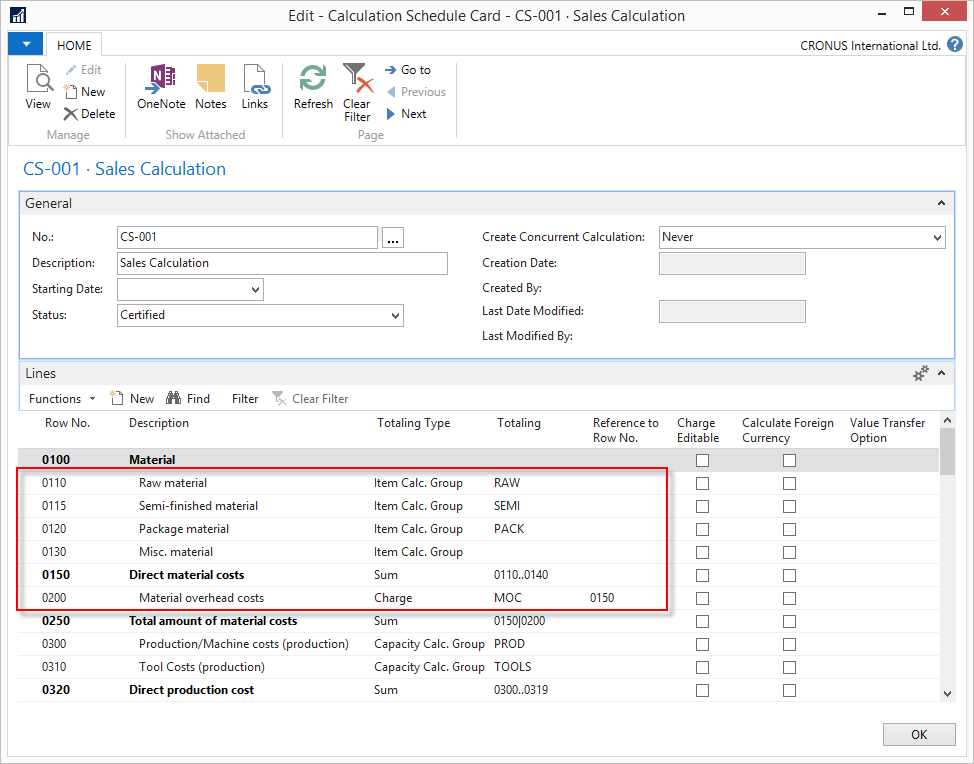 Edit - Calculation Schedule Card - CS-001 · Sales Calculation
HOME
CRONUS International Ltd.
View
Edit
New
Delete
Manage
OneNote
Notes
Links
Show Attached
Refresh
Clear
Filter
Go to
Previous
Next
Page
CS-001 · Sales Calculation
General
No.: CS-001 ...
Description: Sales Calculation
Starting Date:
Status: Certified
Create Concurrent Calculation: Never
Creation Date:
Created By:
Last Date Modified:
Last Modified By:
Lines
Functions New Find Filter Clear Filter
Row No. Description Totaling Type Totaling Reference to Row No. Charge Editable Calculate Foreign Currency Value Transfer Option
0100 Material
0110 Raw material Item Calc. Group RAW
0115 Semi-finished material Item Calc. Group SEMI
0120 Package material Item Calc. Group PACK
0130 Misc. material Item Calc. Group
0150 Direct material costs Sum 0110..0140
0200 Material overhead costs Charge MOC 0150
0250 Total amount of material costs Sum 0150|0200
0300 Production/Machine costs (production) Capacity Calc. Group PROD
0310 Tool Costs (production) Capacity Calc. Group TOOLS
0320 Direct production cost Sum 0300..0319
OK